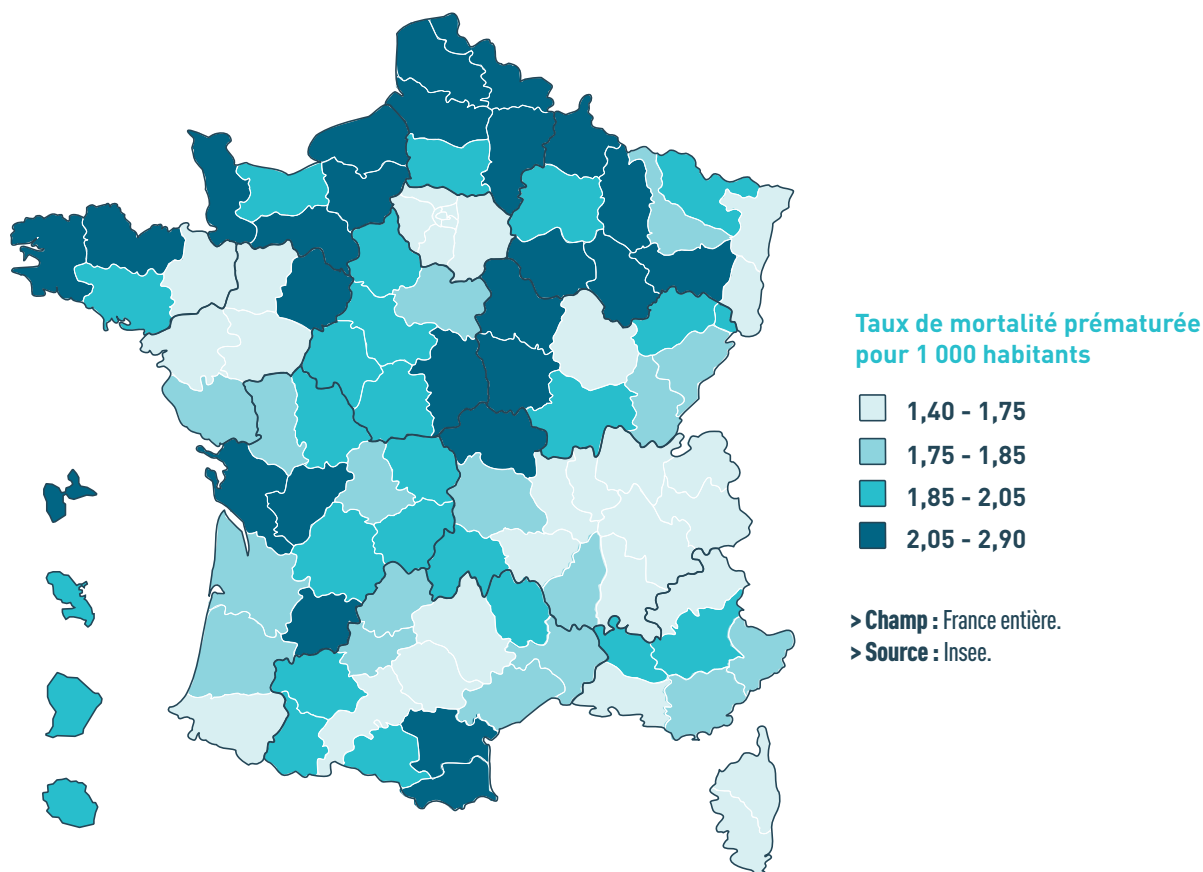 Taux de mortalité prématurée
pour 1 000 habitants
1,40 - 1,75
1,75 - 1,85
1,85 - 2,05
2,05 - 2,90
> Champ : France entière.
> Source : Insee.